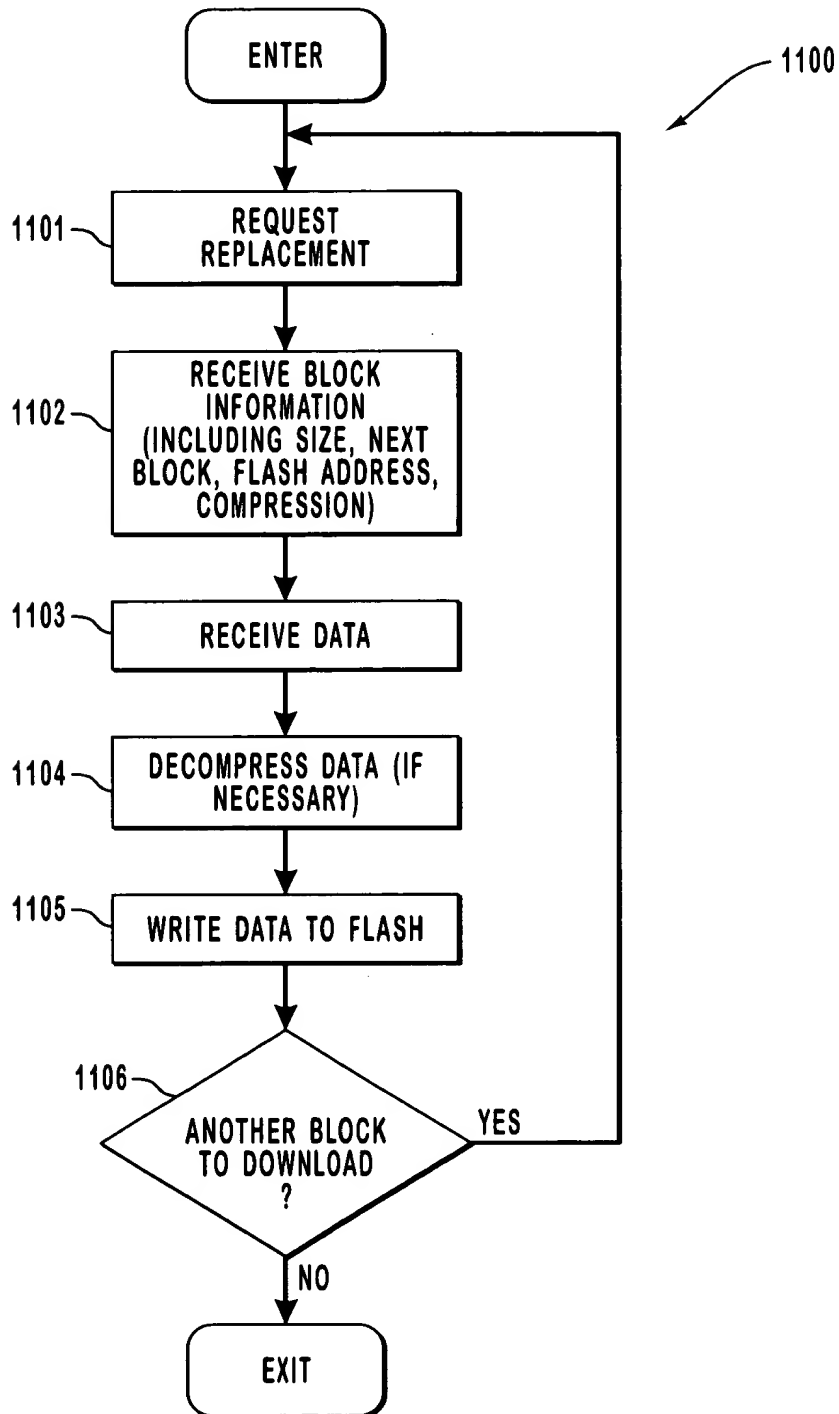 ENTER
1100
1101
REQUEST
REPLACEMENT
1102
RECEIVE BLOCK
INFORMATION
(INCLUDING SIZE, NEXT
BLOCK, FLASH ADDRESS,
COMPRESSION)
1103
RECEIVE DATA
1104
DECOMPRESS DATA (IF
NECESSARY)
1105
WRITE DATA TO FLASH
1106
ANOTHER BLOCK
TO DOWNLOAD
?
YES
NO
EXIT